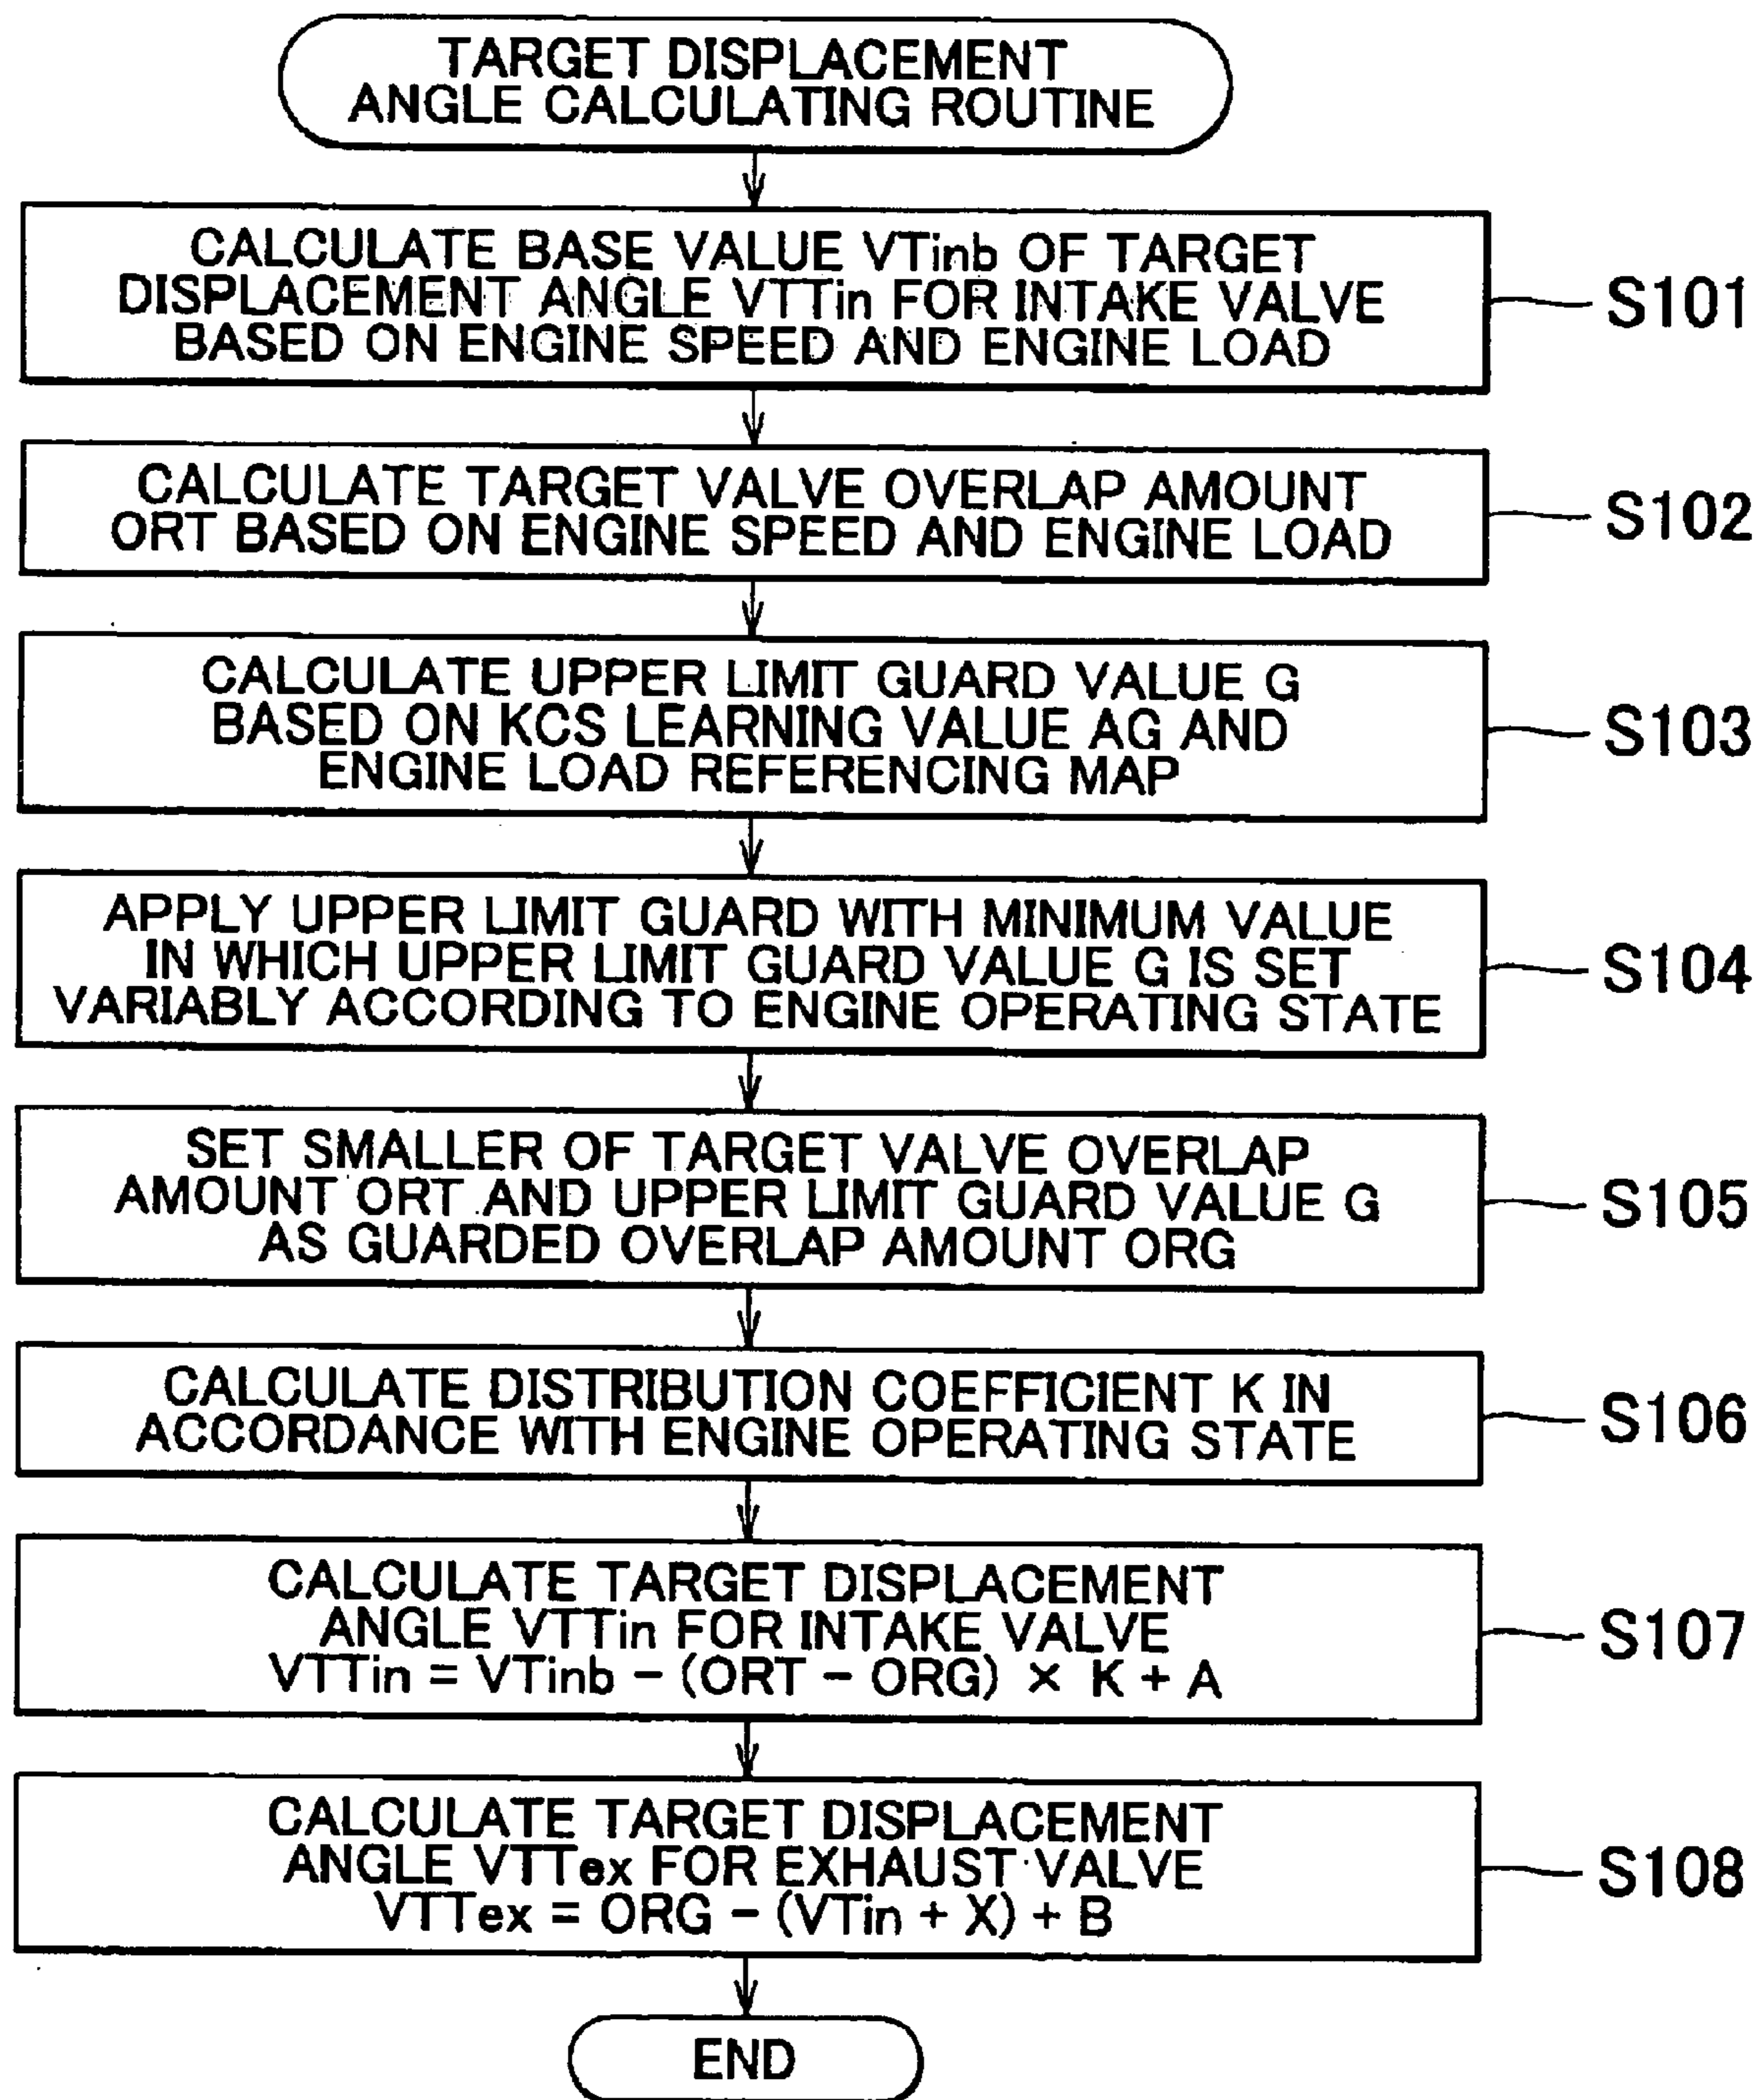 TARGET DISPLACEMENT
ANGLE CALCULATING ROUTINE
CALCULATE BASE VALUE VTinb OF TARGET
DISPLACEMENT ANGLE VTTin FOR INTAKE VALVE
BASED ON ENGINE SPEED AND ENGINE LOAD
S101
CALCULATE TARGET VALVE OVERLAP AMOUNT
ORT BASED ON ENGINE SPEED AND ENGINE LOAD
S102
CALCULATE UPPER LIMIT GUARD VALUE G
BASED ON KCS LEARNING VALUE AG AND
ENGINE LOAD REFERENCING MAP
S103
APPLY UPPER LIMIT GUARD WITH MINIMUM VALUE
IN WHICH UPPER LIMIT GUARD VALUE G IS SET
VARIABLY ACCORDING TO ENGINE OPERATING STATE
S104
SET SMALLER OF TARGET VALVE OVERLAP
AMOUNT ORT AND UPPER LIMIT GUARD VALUE G
AS GUARDED OVERLAP AMOUNT ORG
S105
CALCULATE DISTRIBUTION COEFFICIENT K IN
ACCORDANCE WITH ENGINE OPERATING STATE
S106
CALCULATE TARGET DISPLACEMENT
ANGLE VTTin FOR INTAKE VALVE
VTTin = VTinb − (ORT − ORG) × K + A
S107
CALCULATE TARGET DISPLACEMENT
ANGLE VTTex FOR EXHAUST VALVE
VTTex = ORG − (VTin + X) + B
S108
END